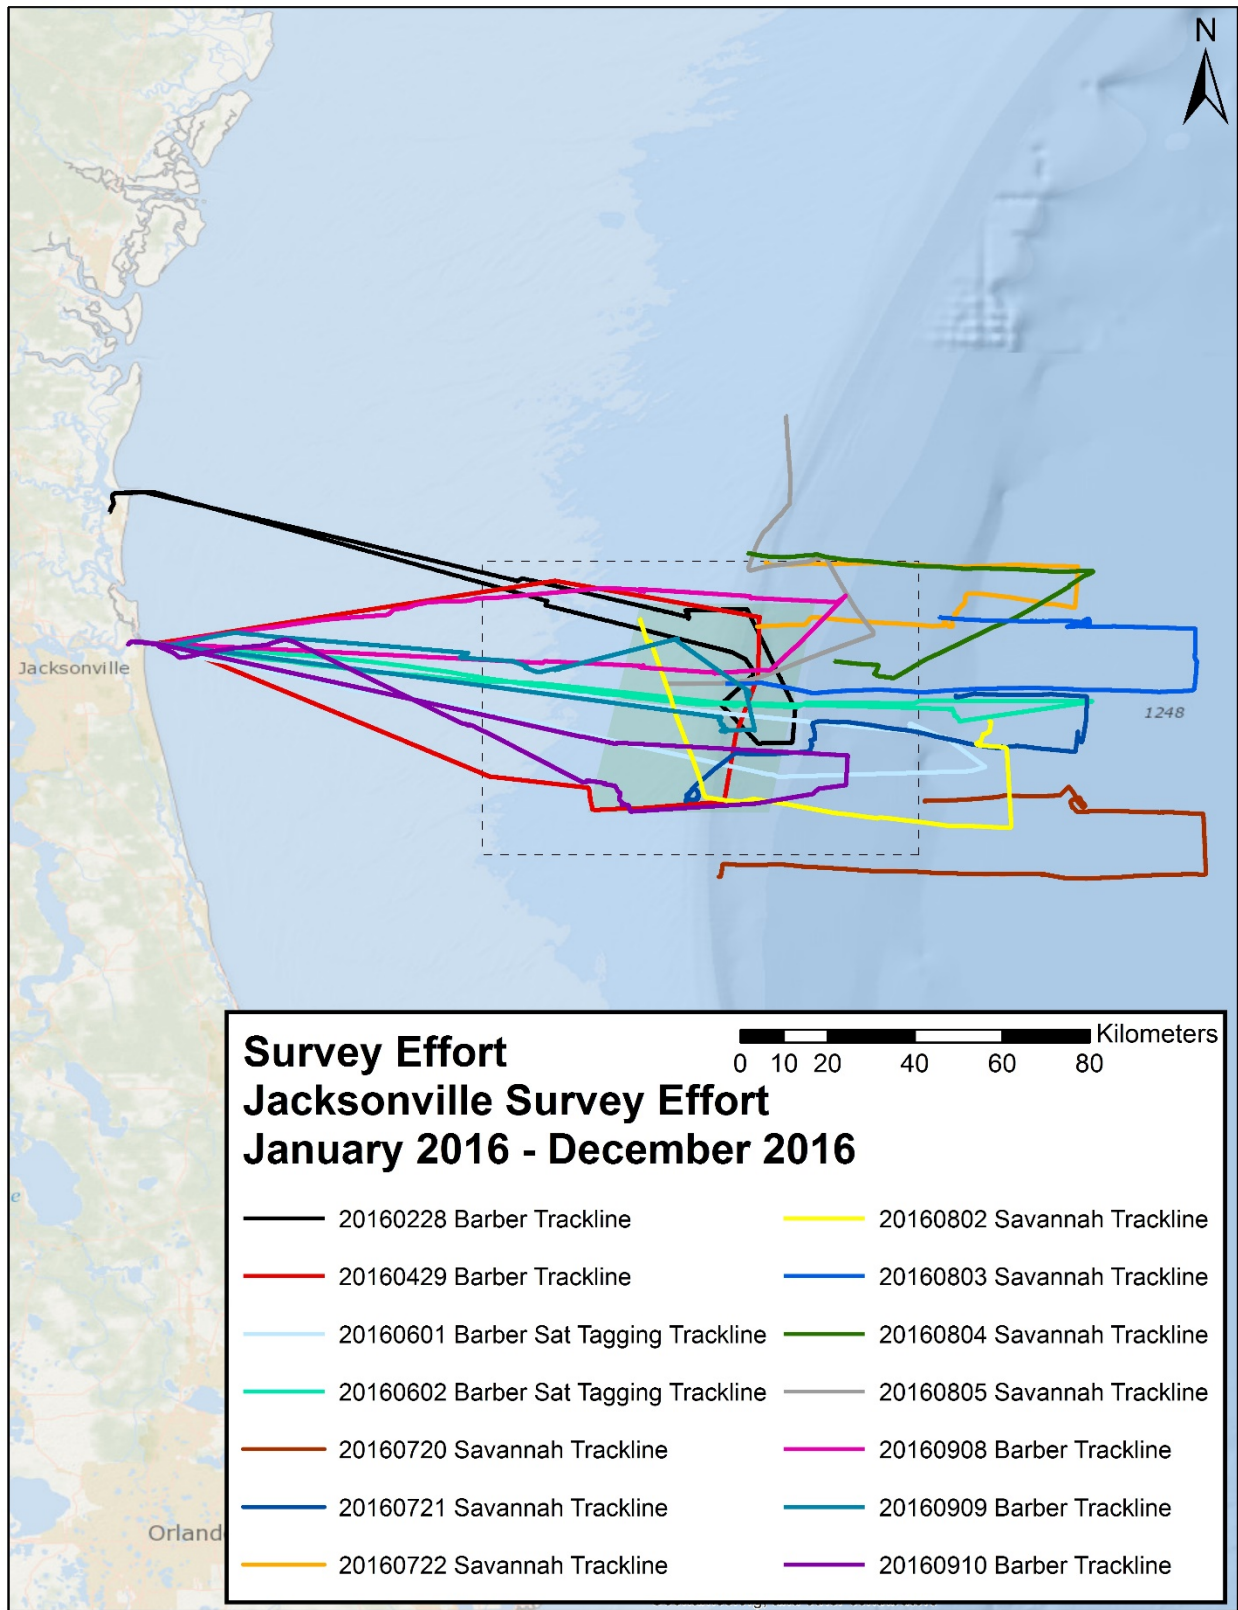 N
Jacksonville
1248
Survey Effort
Jacksonville Survey Effort
January 2016 - December 2016
Kilometers
0 10 20 40 60 80
20160228 Barber Trackline
20160429 Barber Trackline
20160601 Barber Sat Tagging Trackline
20160602 Barber Sat Tagging Trackline
20160720 Savannah Trackline
20160721 Savannah Trackline
20160722 Savannah Trackline
20160802 Savannah Trackline
20160803 Savannah Trackline
20160804 Savannah Trackline
20160805 Savannah Trackline
20160908 Barber Trackline
20160909 Barber Trackline
20160910 Barber Trackline
e
Orland